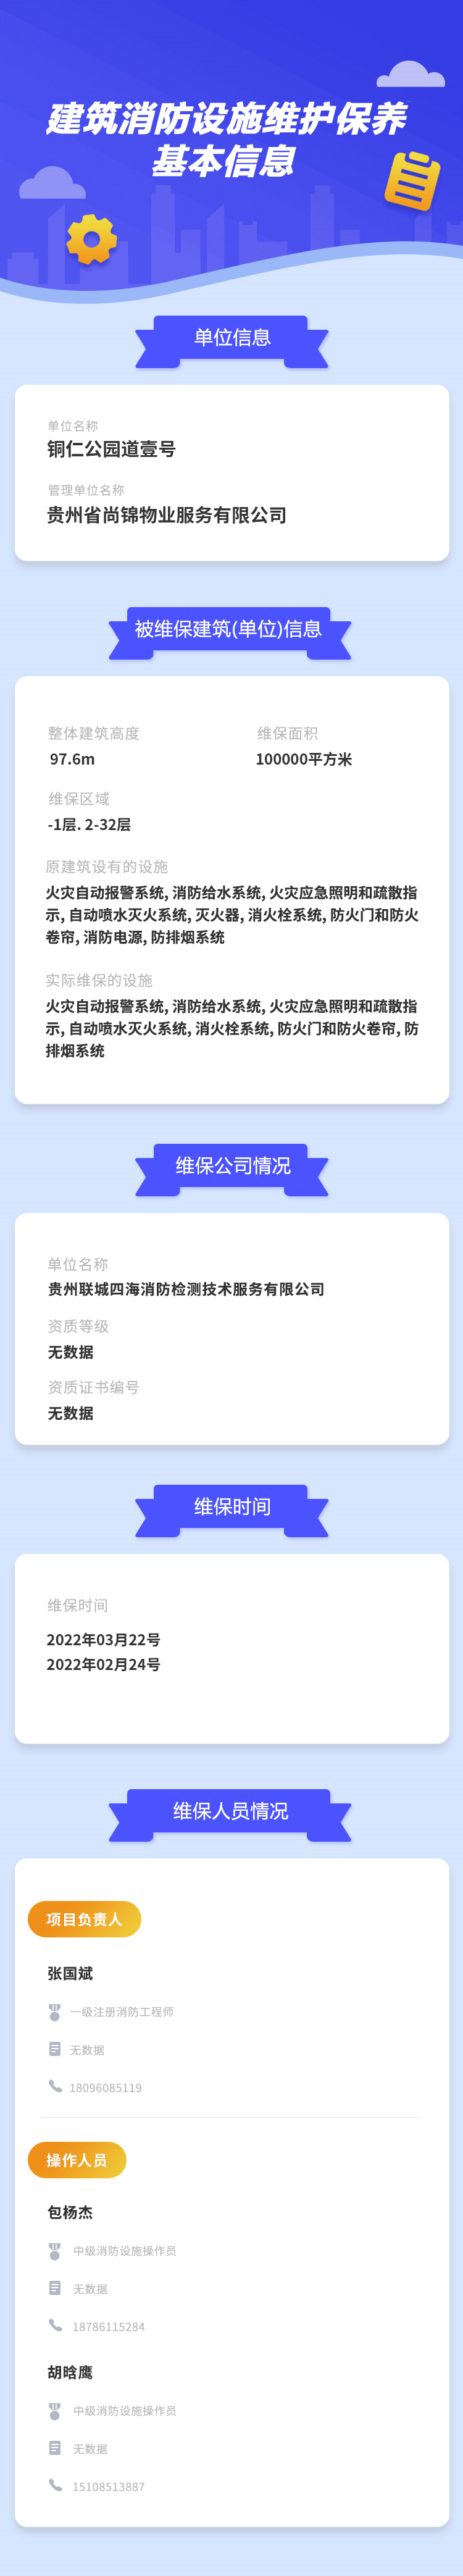 建筑消防设施维护保养
基本信息
单位信息
单位名称
铜仁公园道壹号
管理单位名称
贵州省尚锦物业服务有限公司
被维保建筑(单位)信息
整体建筑高度
维保面积
97.6m
100000平方米
维保区域
-1层. 2-32层
原建筑设有的设施
火灾自动报警系统, 消防给水系统, 火灾应急照明和疏散指
示, 自动喷水灭火系统, 灭火器, 消火栓系统, 防火门和防火
卷帘, 消防电源, 防排烟系统
实际维保的设施
火灾自动报警系统, 消防给水系统, 火灾应急照明和疏散指
示, 自动喷水灭火系统, 消火栓系统, 防火门和防火卷帘, 防
排烟系统
维保公司情况
单位名称
贵州联城四海消防检测技术服务有限公司
资质等级
无数据
资质证书编号
无数据
维保时间
维保时间
2022年03月22号
2022年02月24号
维保人员情况
项目负责人
张国斌
一级注册消防工程师
无数据
18096085119
操作人员
包杨杰
中级消防设施操作员
无数据
18786115284
胡晗鹰
中级消防设施操作员
无数据
15108513887